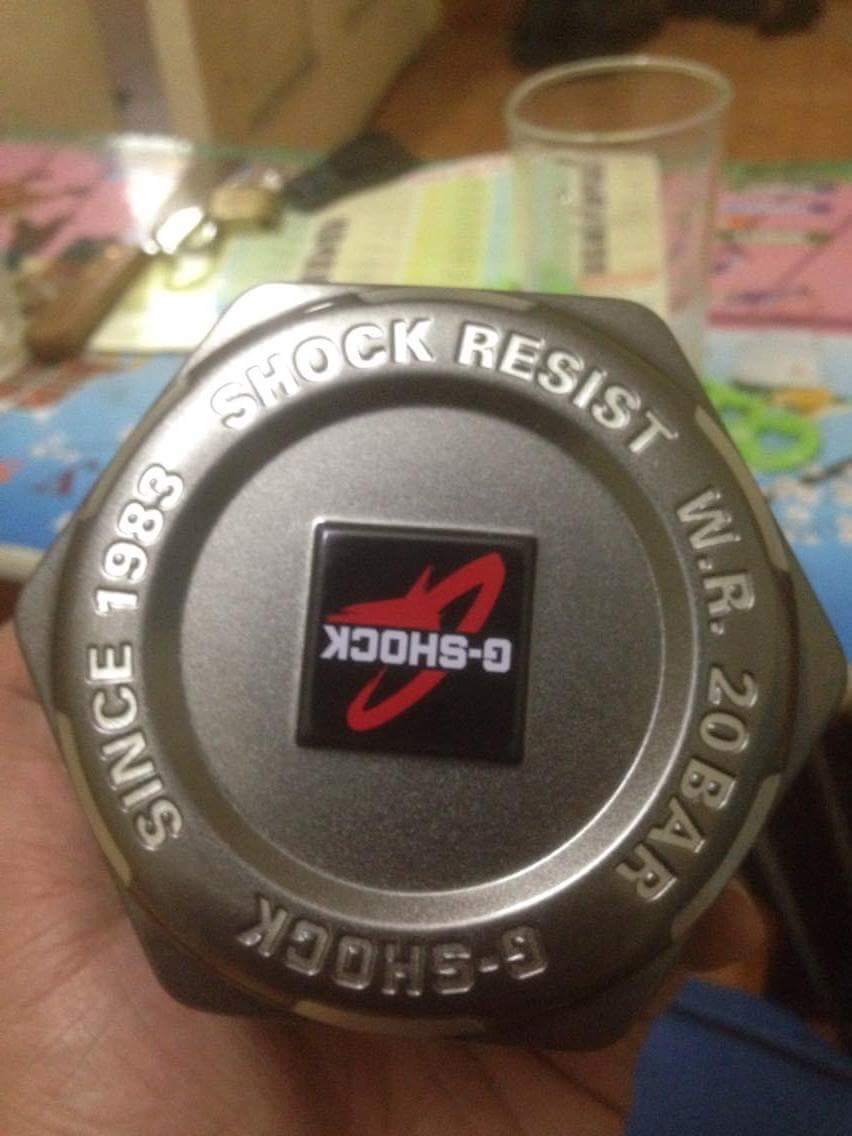 SHOCK RESIST
W.R. 20BAR
G-SHOCK
SINCE 1983
G-SHOCK